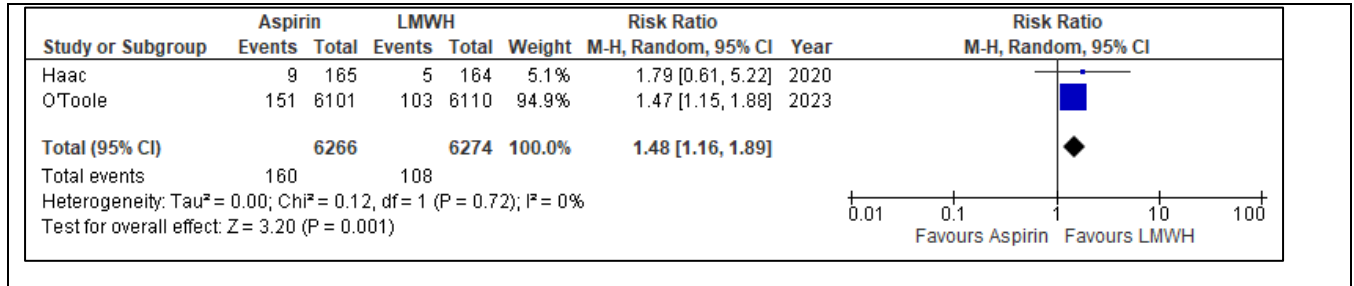 Aspirin LMWH Risk Ratio Risk Ratio
Study or Subgroup Events Total Events Total Weight M-H, Random, 95% CI Year M-H, Random, 95% CI
Haac 9 165 5 164 5.1% 1.79 [0.61, 5.22] 2020
O'Toole 151 6101 103 6110 94.9% 1.47 [1.15, 1.88] 2023
Total (95% CI) 6266 6274 100.0% 1.48 [1.16, 1.89]
Total events 160 108
Heterogeneity: Tau² = 0.00; Chi² = 0.12, df = 1 (P = 0.72); I² = 0%
Test for overall effect: Z = 3.20 (P = 0.001)
0.01 0.1 1 10 100
Favours Aspirin Favours LMWH